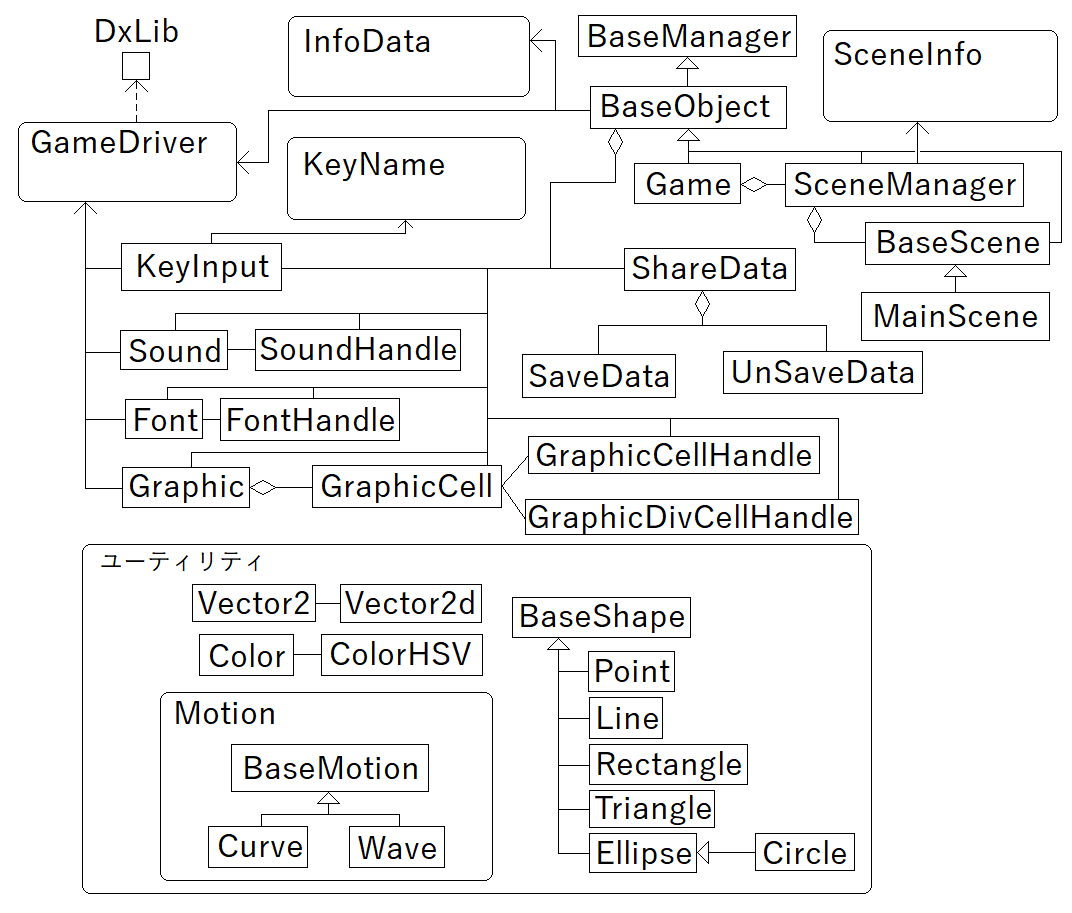 DxLib
InfoData
BaseManager
SceneInfo
BaseObject
GameDriver
KeyName
Game
SceneManager
BaseScene
KeyInput
ShareData
MainScene
Sound
SoundHandle
SaveData
UnSaveData
Font
FontHandle
GraphicCellHandle
Graphic
GraphicCell
GraphicDivCellHandle
ユーティリティ
Vector2
Vector2d
BaseShape
Color
ColorHSV
Point
Motion
Line
BaseMotion
Rectangle
Triangle
Curve
Wave
Ellipse
Circle